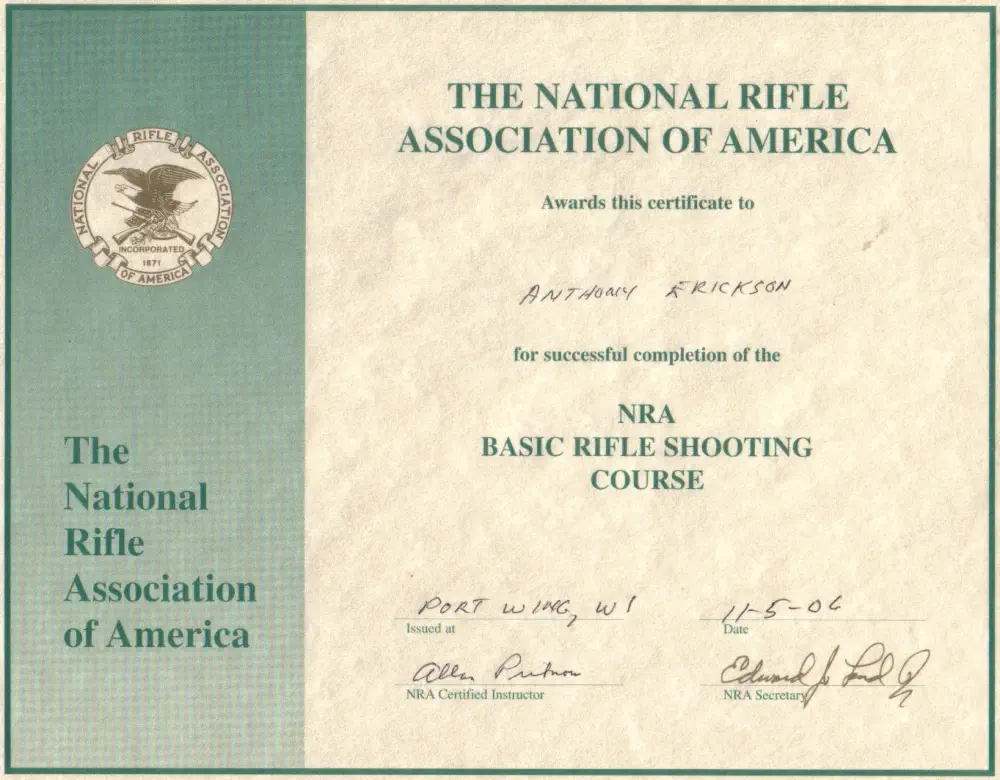 NATIONAL RIFLE ASSOCIATION
INCORPORATED
1871
OF AMERICA
The
National
Rifle
Association
of America
THE NATIONAL RIFLE
ASSOCIATION OF AMERICA
Awards this certificate to
ANTHONY ERICKSON
for successful completion of the
NRA
BASIC RIFLE SHOOTING
COURSE
PORT WING, WI
Issued at
11-5-06
Date
Allan
NRA Certified Instructor
Edward J.
NRA Secretary